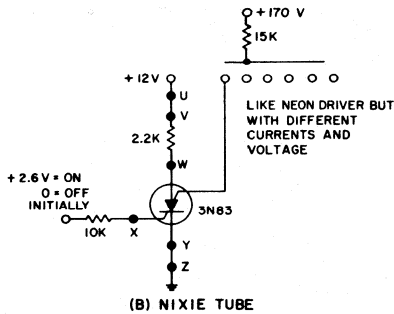 +170 V
15K
+12V
U
V
2.2K
W
LIKE NEON DRIVER BUT
WITH DIFFERENT
CURRENTS AND
VOLTAGE
+2.6V = ON
0 = OFF
INITIALLY
3N83
10K
X
Y
Z
(B) NIXIE TUBE